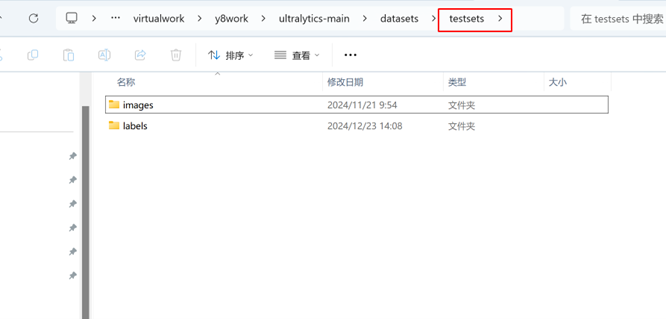 … virtualwork > y8work > ultralytics-main > datasets > testsets > 在 testsets 中搜索
排序 查看 …
名称 修改日期 类型 大小
images 2024/11/21 9:54 文件夹
labels 2024/12/23 14:08 文件夹